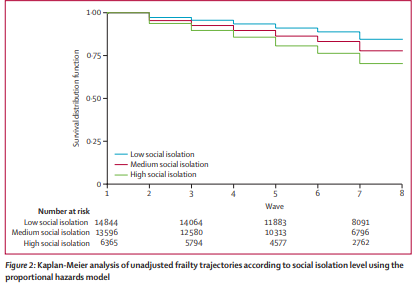 1·00
0·75
0·50
0·25
0
Survival distribution function
Low social isolation
Medium social isolation
High social isolation
1 2 3 4 5 6 7 8
Wave
Number at risk
Low social isolation 14844 14064 11883 8091
Medium social isolation 13596 12580 10313 6796
High social isolation 6365 5794 4577 2762
Figure 2: Kaplan-Meier analysis of unadjusted frailty trajectories according to social isolation level using the
proportional hazards model